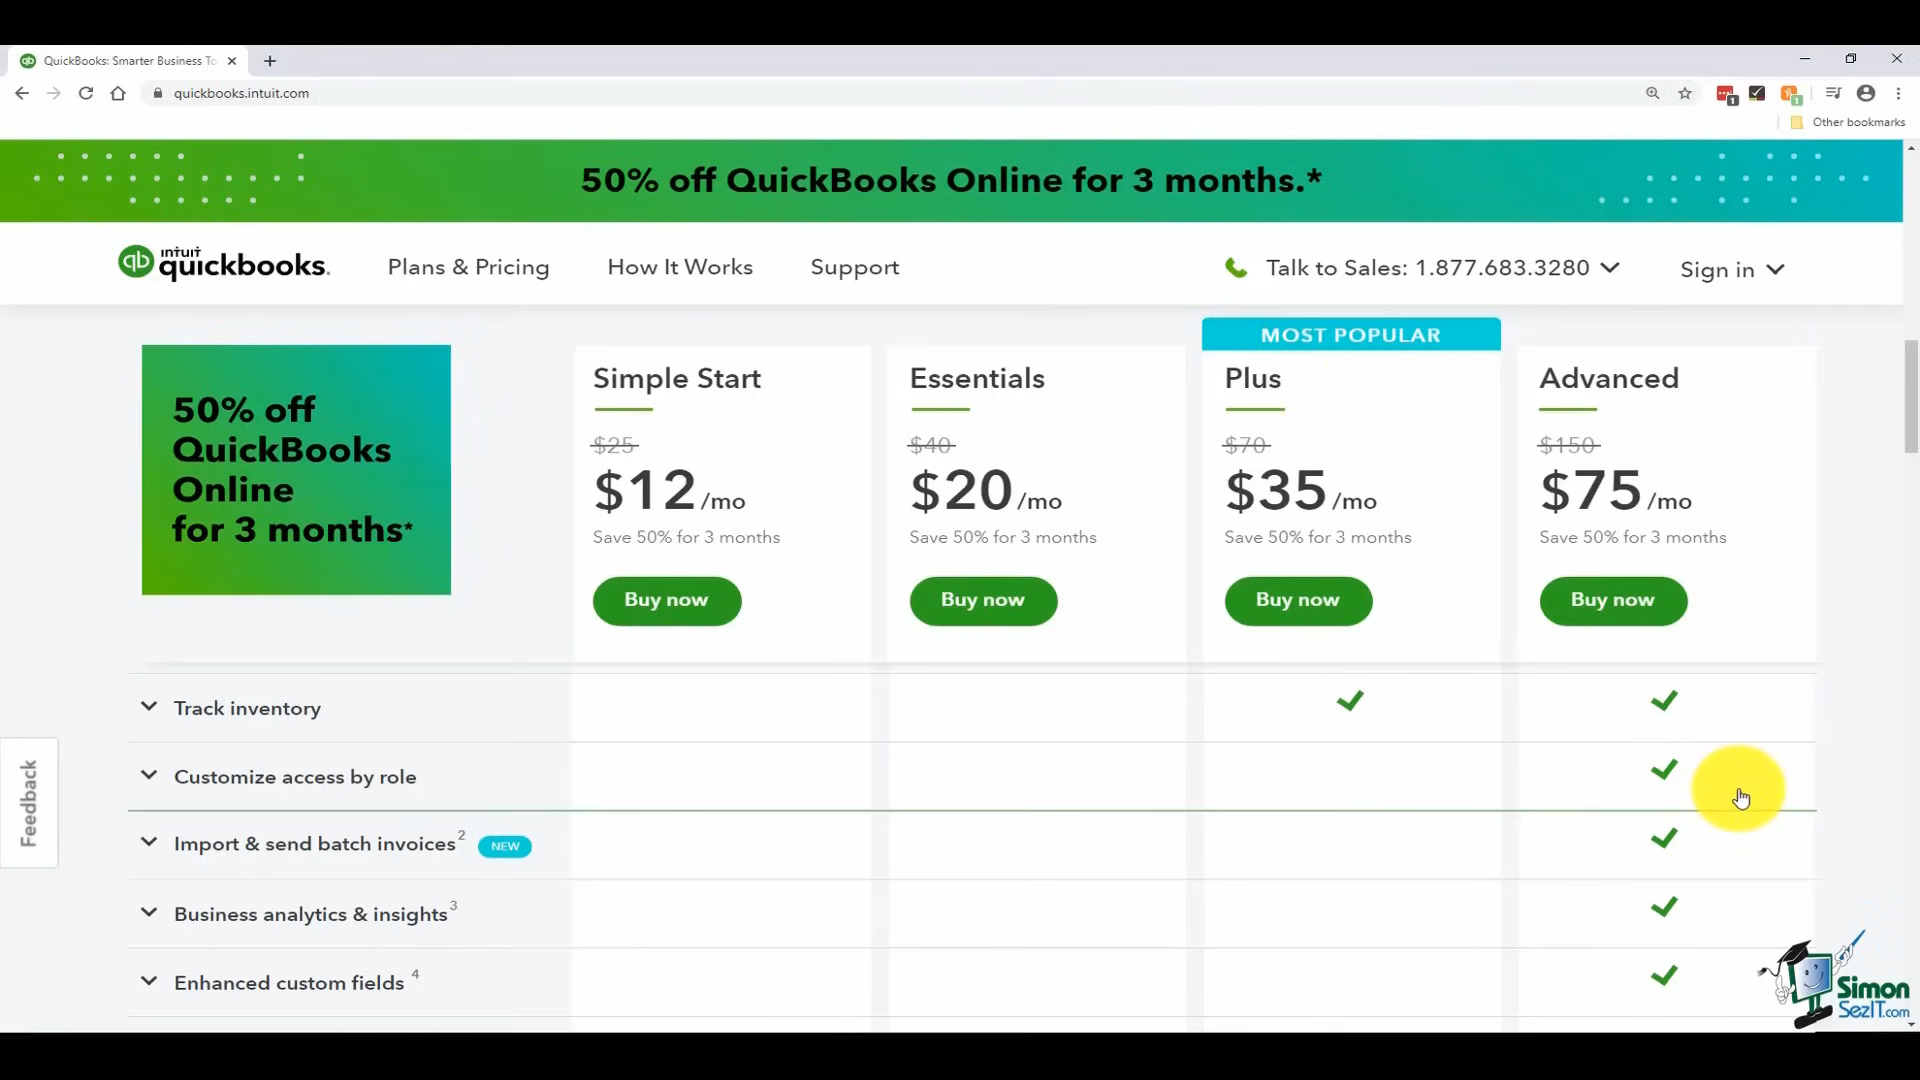 QuickBooks: Smarter Business To
quickbooks.intuit.com
1
1
Other bookmarks
50% off QuickBooks Online for 3 months.*
intuit
quickbooks.
Plans & Pricing
How It Works
Support
Talk to Sales: 1.877.683.3280
Sign in
50% off
QuickBooks
Online
for 3 months*
Simple Start
$25
$12 /mo
Save 50% for 3 months
Buy now
Essentials
$40
$20 /mo
Save 50% for 3 months
Buy now
MOST POPULAR
Plus
$70
$35 /mo
Save 50% for 3 months
Buy now
Advanced
$150
$75 /mo
Save 50% for 3 months
Buy now
Track inventory
Customize access by role
Import & send batch invoices 2 NEW
Business analytics & insights 3
Enhanced custom fields 4
Feedback
Simon
SezIT.com